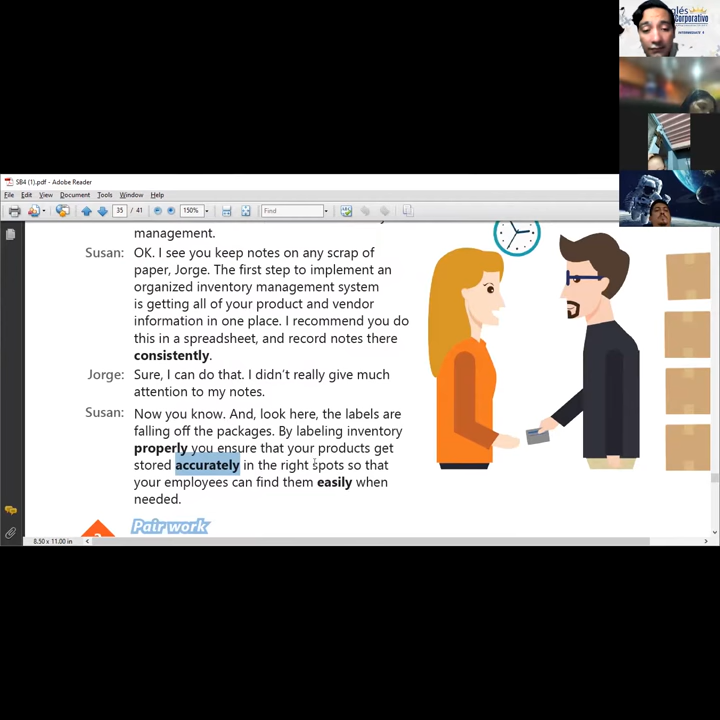 glés
Corporativo
INTERMEDIATE 4
SB4 (1).pdf - Adobe Reader
File Edit View Document Tools Window Help
35 / 41 150% Find
management.
Susan: OK. I see you keep notes on any scrap of
paper, Jorge. The first step to implement an
organized inventory management system
is getting all of your product and vendor
information in one place. I recommend you do
this in a spreadsheet, and record notes there
consistently.
Jorge: Sure, I can do that. I didn't really give much
attention to my notes.
Susan: Now you know. And, look here, the labels are
falling off the packages. By labeling inventory
properly you ensure that your products get
stored accurately in the right spots so that
your employees can find them easily when
needed.
Pair work
8.50 x 11.00 in